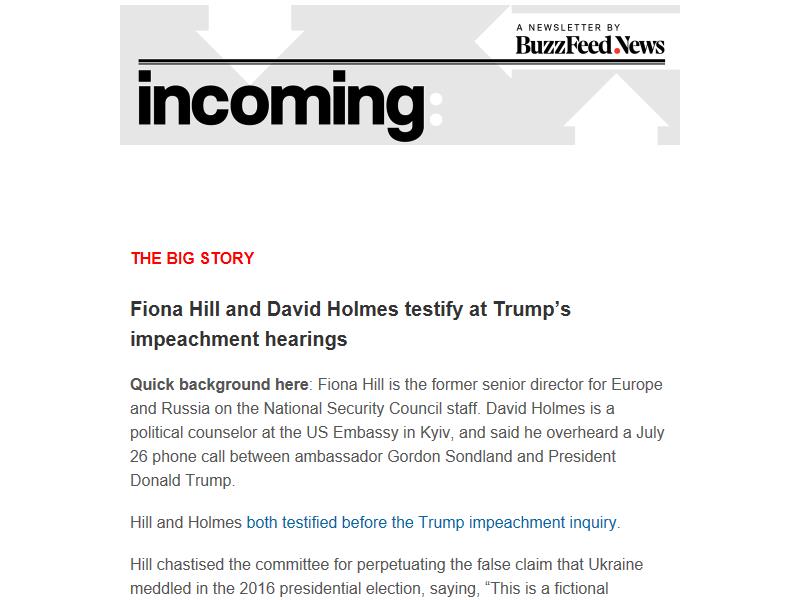 A NEWSLETTER BY
BuzzFeed.News
incoming:
THE BIG STORY
Fiona Hill and David Holmes testify at Trump’s
impeachment hearings
Quick background here: Fiona Hill is the former senior director for Europe
and Russia on the National Security Council staff. David Holmes is a
political counselor at the US Embassy in Kyiv, and said he overheard a July
26 phone call between ambassador Gordon Sondland and President
Donald Trump.
Hill and Holmes both testified before the Trump impeachment inquiry.
Hill chastised the committee for perpetuating the false claim that Ukraine
meddled in the 2016 presidential election, saying, “This is a fictional